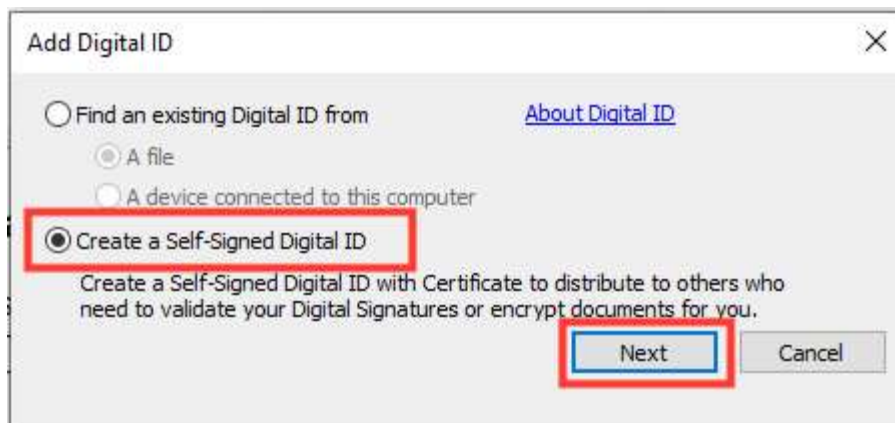 Add Digital ID
Find an existing Digital ID from
About Digital ID
A file
A device connected to this computer
Create a Self-Signed Digital ID
Create a Self-Signed Digital ID with Certificate to distribute to others who
need to validate your Digital Signatures or encrypt documents for you.
Next
Cancel